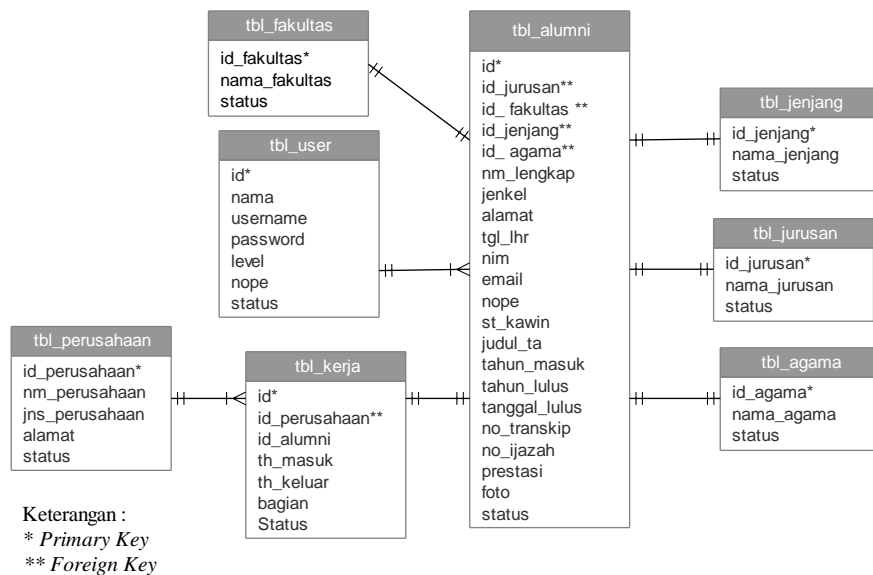 tbl_fakultas
id_fakultas*
nama_fakultas
status
tbl_user
id*
nama
username
password
level
nope
status
tbl_perusahaan
id_perusahaan*
nm_perusahaan
jns_perusahaan
alamat
status
tbl_kerja
id*
id_perusahaan**
id_alumni
th_masuk
th_keluar
bagian
Status
tbl_alumni
id*
id_jurusan**
id_ fakultas **
id_jenjang**
id_ agama**
nm_lengkap
jenkel
alamat
tgl_lhr
nim
email
nope
st_kawin
judul_ta
tahun_masuk
tahun_lulus
tanggal_lulus
no_transkip
no_ijazah
prestasi
foto
status
tbl_jenjang
id_jenjang*
nama_jenjang
status
tbl_jurusan
id_jurusan*
nama_jurusan
status
tbl_agama
id_agama*
nama_agama
status
Keterangan :
* Primary Key
** Foreign Key